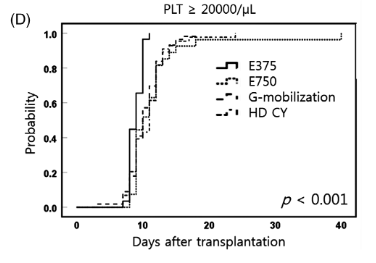 (D)
PLT ≥ 20000/μL
1.0
0.8
0.6
0.4
0.2
0.0
Probability
E375
E750
G-mobilization
HD CY
p < 0.001
0 10 20 30 40
Days after transplantation